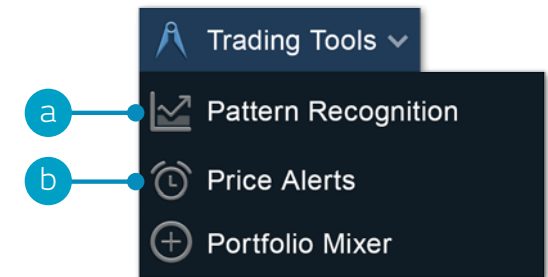 Trading Tools
a Pattern Recognition
b Price Alerts
Portfolio Mixer